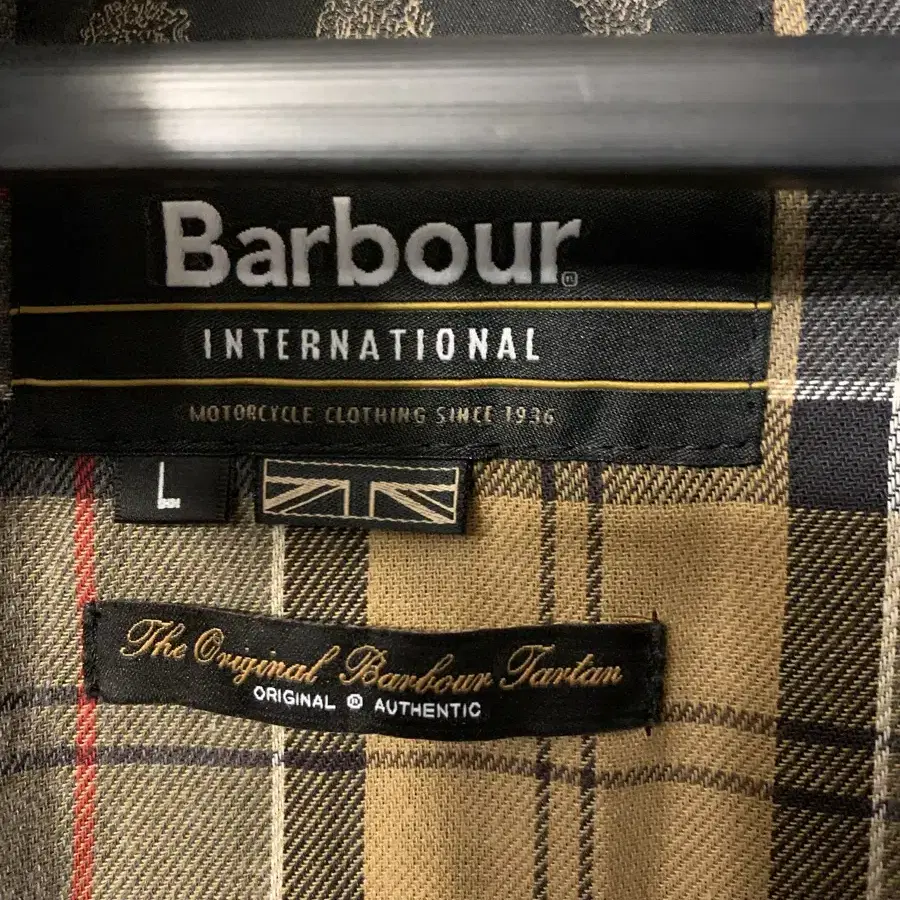 Barbour®
INTERNATIONAL
MOTORCYCLE CLOTHING SINCE 1936
L
The Original Barbour Tartan
ORIGINAL ® AUTHENTIC